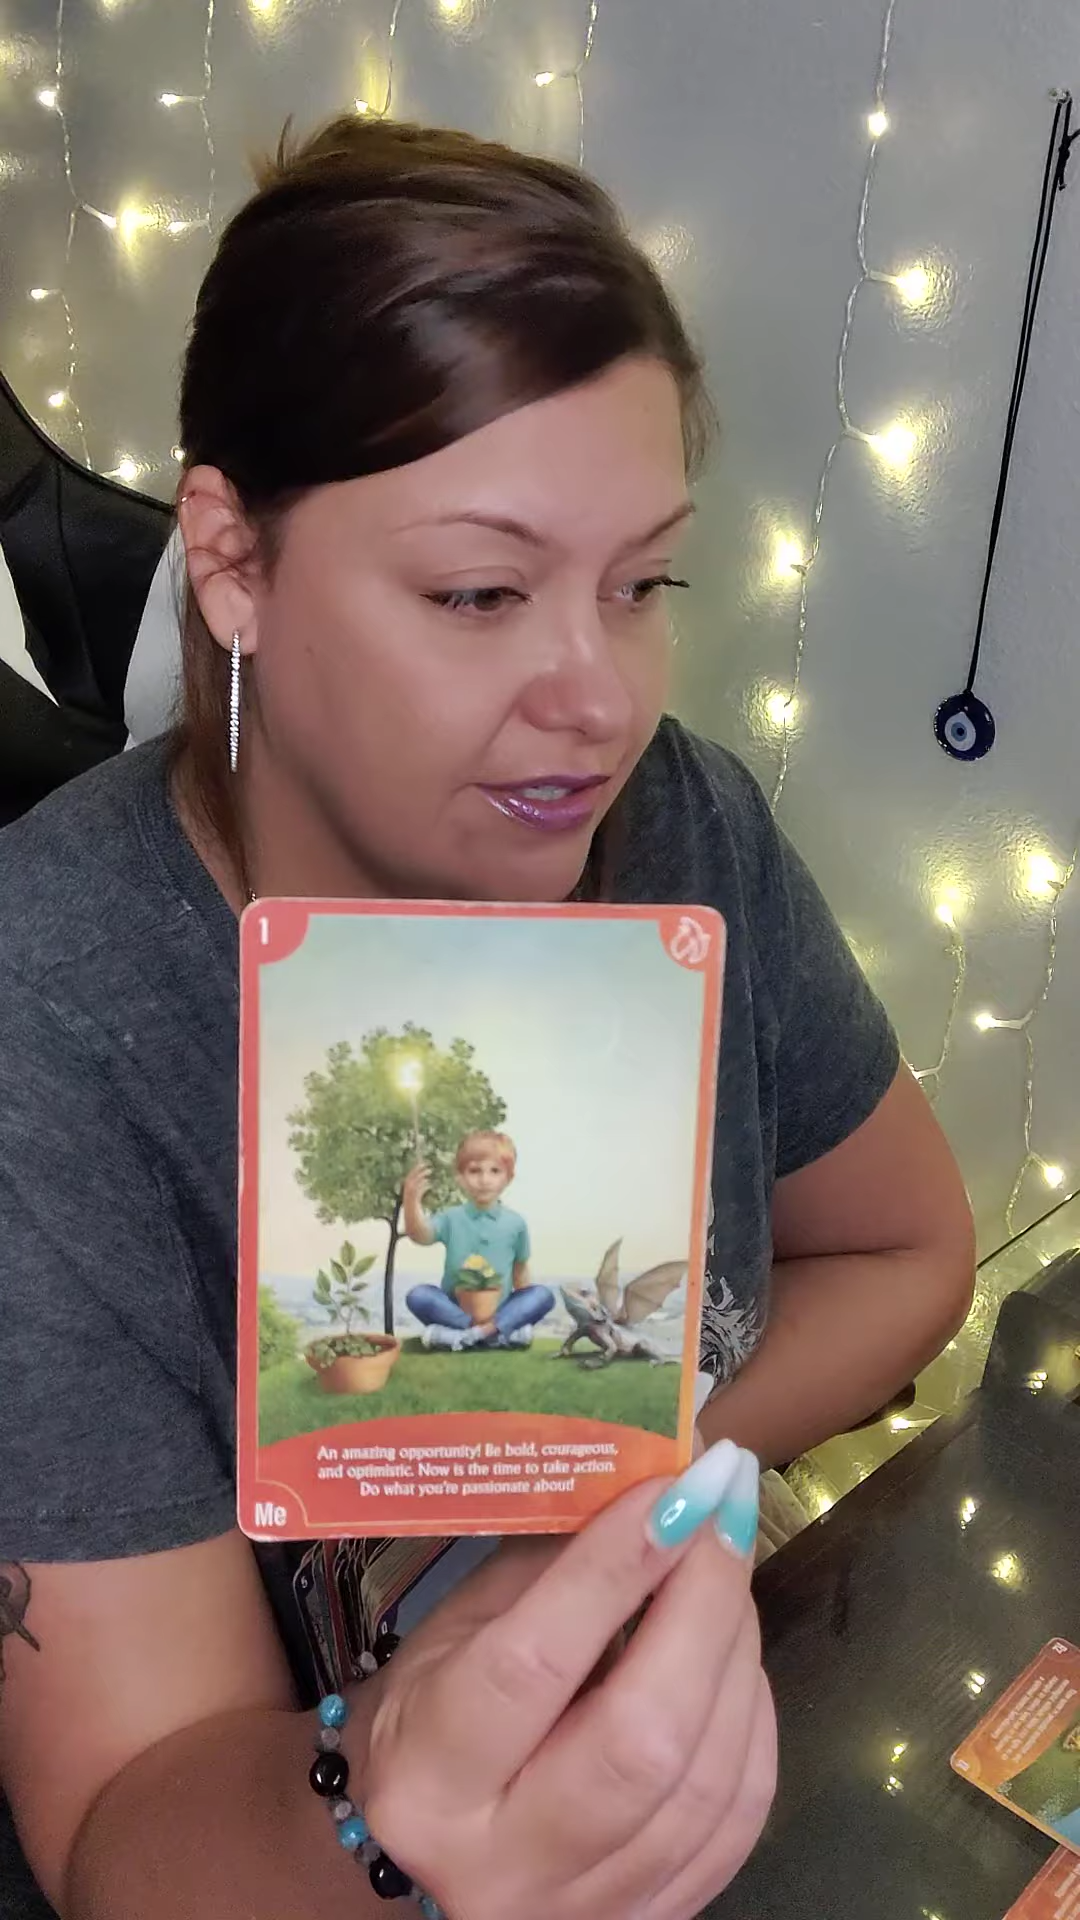 1
An amazing opportunity! Be bold, courageous,
and optimistic. Now is the time to take action.
Do what you're passionate about!
Me